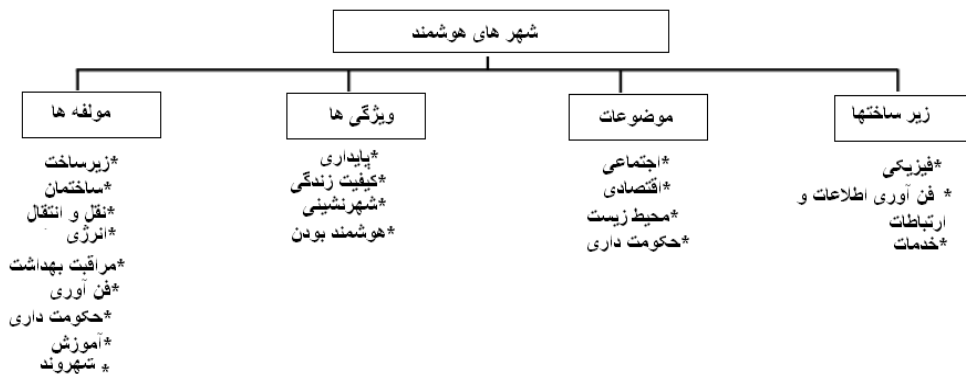 شهر های هوشمند
زیر ساختها
*فیزیکی
* فن آوری اطلاعات و
ارتباطات
*خدمات
موضوعات
*اجتماعی
*اقتصادی
*محیط زیست
*حکومت داری
ویژگی ها
*پایداری
*کیفیت زندگی
*شهرنشینی
*هوشمند بودن
مولفه ها
*زیرساخت
*ساختمان
*نقل و انتقال
*انرژی
*مراقبت بهداشت
*فن آوری
*حکومت داری
*آموزش
* شهروند